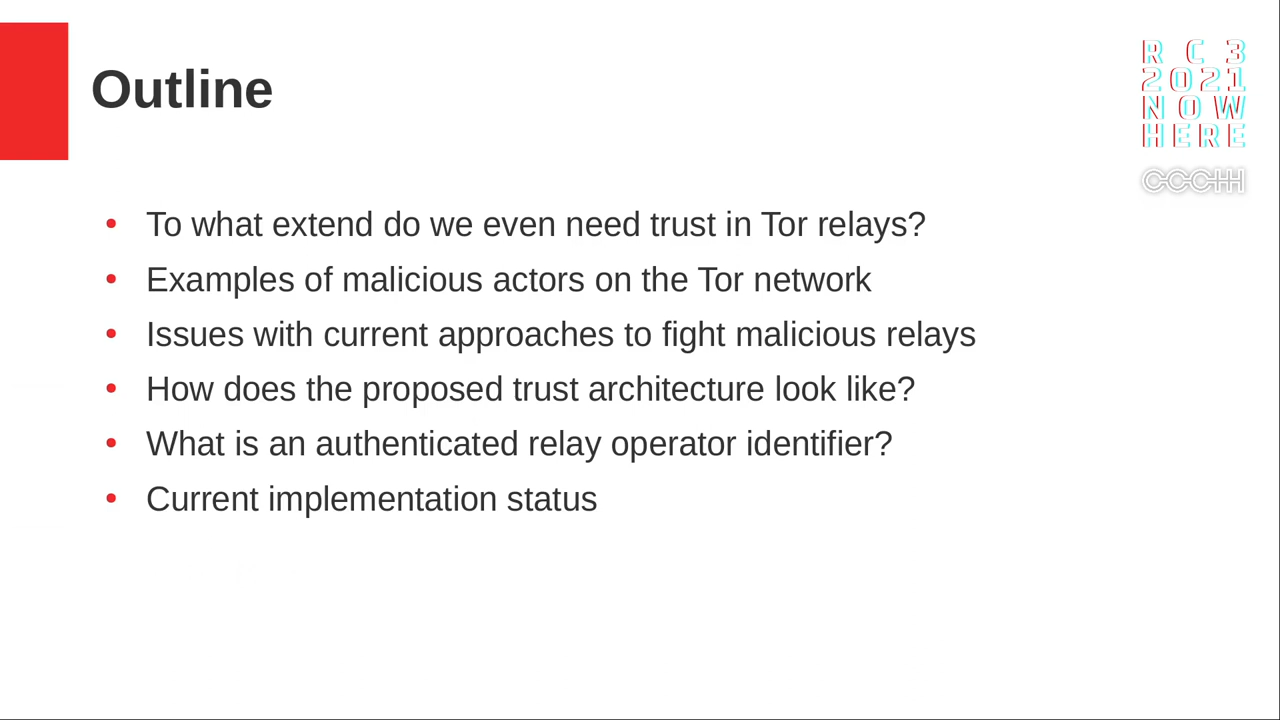 Outline
R C 3
2021
NOW
HERE
CCCHH
To what extend do we even need trust in Tor relays?
Examples of malicious actors on the Tor network
Issues with current approaches to fight malicious relays
How does the proposed trust architecture look like?
What is an authenticated relay operator identifier?
Current implementation status